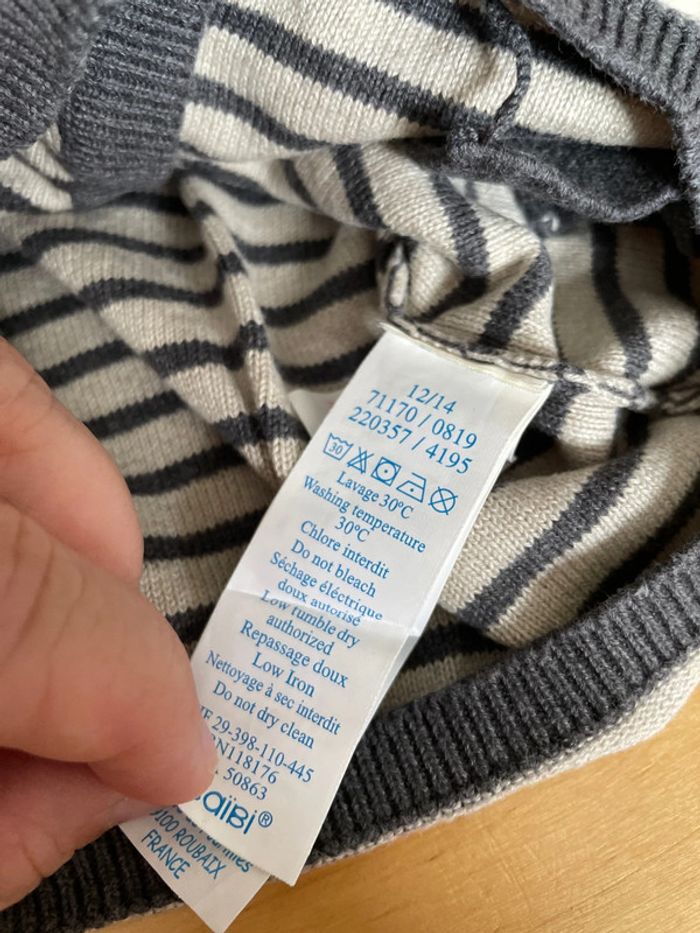 12/14
71170 / 0819
220357 / 4195
30
Lavage 30°C
Washing temperature
30°C
Chlore interdit
Do not bleach
Séchage éléctrique
doux autorisé
Low tumble dry
authorized
Repassage doux
Low Iron
Nettoyage à sec interdit
Do not dry clean
29-398-110-445
N118176
50863
aïBi®
ROUBAIX
FRANCE